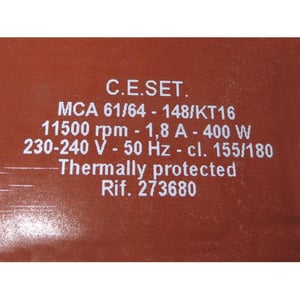 C.E.SET.
MCA 61/64 - 148/KT16
11500 rpm - 1,8 A - 400 W
230-240 V - 50 Hz - cl. 155/180
Thermally protected
Rif. 273680